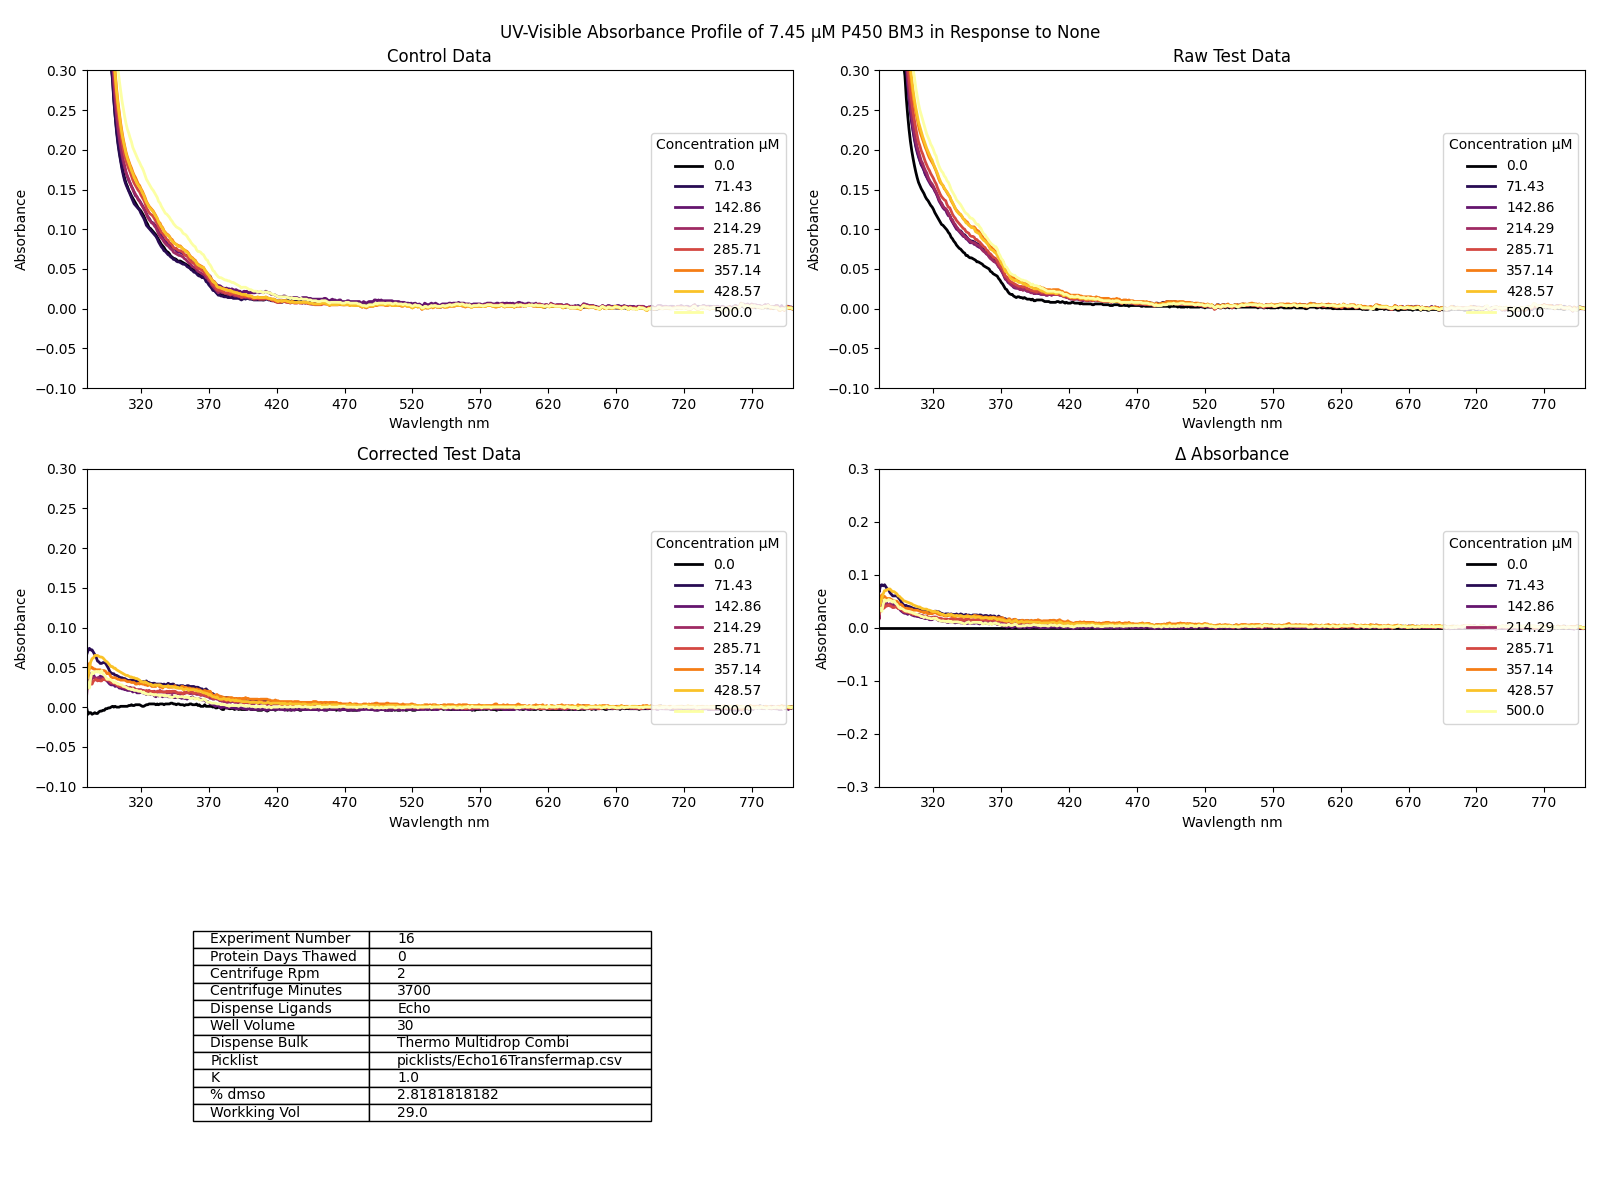 UV-Visible Absorbance Profile of 7.45 μM P450 BM3 in Response to None
Control Data
Absorbance
0.30
0.25
0.20
0.15
0.10
0.05
0.00
−0.05
−0.10
320 370 420 470 520 570 620 670 720 770
Wavlength nm
Concentration μM
0.0
71.43
142.86
214.29
285.71
357.14
428.57
500.0
Raw Test Data
Absorbance
0.30
0.25
0.20
0.15
0.10
0.05
0.00
−0.05
−0.10
320 370 420 470 520 570 620 670 720 770
Wavlength nm
Concentration μM
0.0
71.43
142.86
214.29
285.71
357.14
428.57
500.0
Corrected Test Data
Absorbance
0.30
0.25
0.20
0.15
0.10
0.05
0.00
−0.05
−0.10
320 370 420 470 520 570 620 670 720 770
Wavlength nm
Concentration μM
0.0
71.43
142.86
214.29
285.71
357.14
428.57
500.0
Δ Absorbance
Absorbance
0.3
0.2
0.1
0.0
−0.1
−0.2
−0.3
320 370 420 470 520 570 620 670 720 770
Wavlength nm
Concentration μM
0.0
71.43
142.86
214.29
285.71
357.14
428.57
500.0
Experiment Number 16
Protein Days Thawed 0
Centrifuge Rpm 2
Centrifuge Minutes 3700
Dispense Ligands Echo
Well Volume 30
Dispense Bulk Thermo Multidrop Combi
Picklist picklists/Echo16Transfermap.csv
K 1.0
% dmso 2.8181818182
Workking Vol 29.0